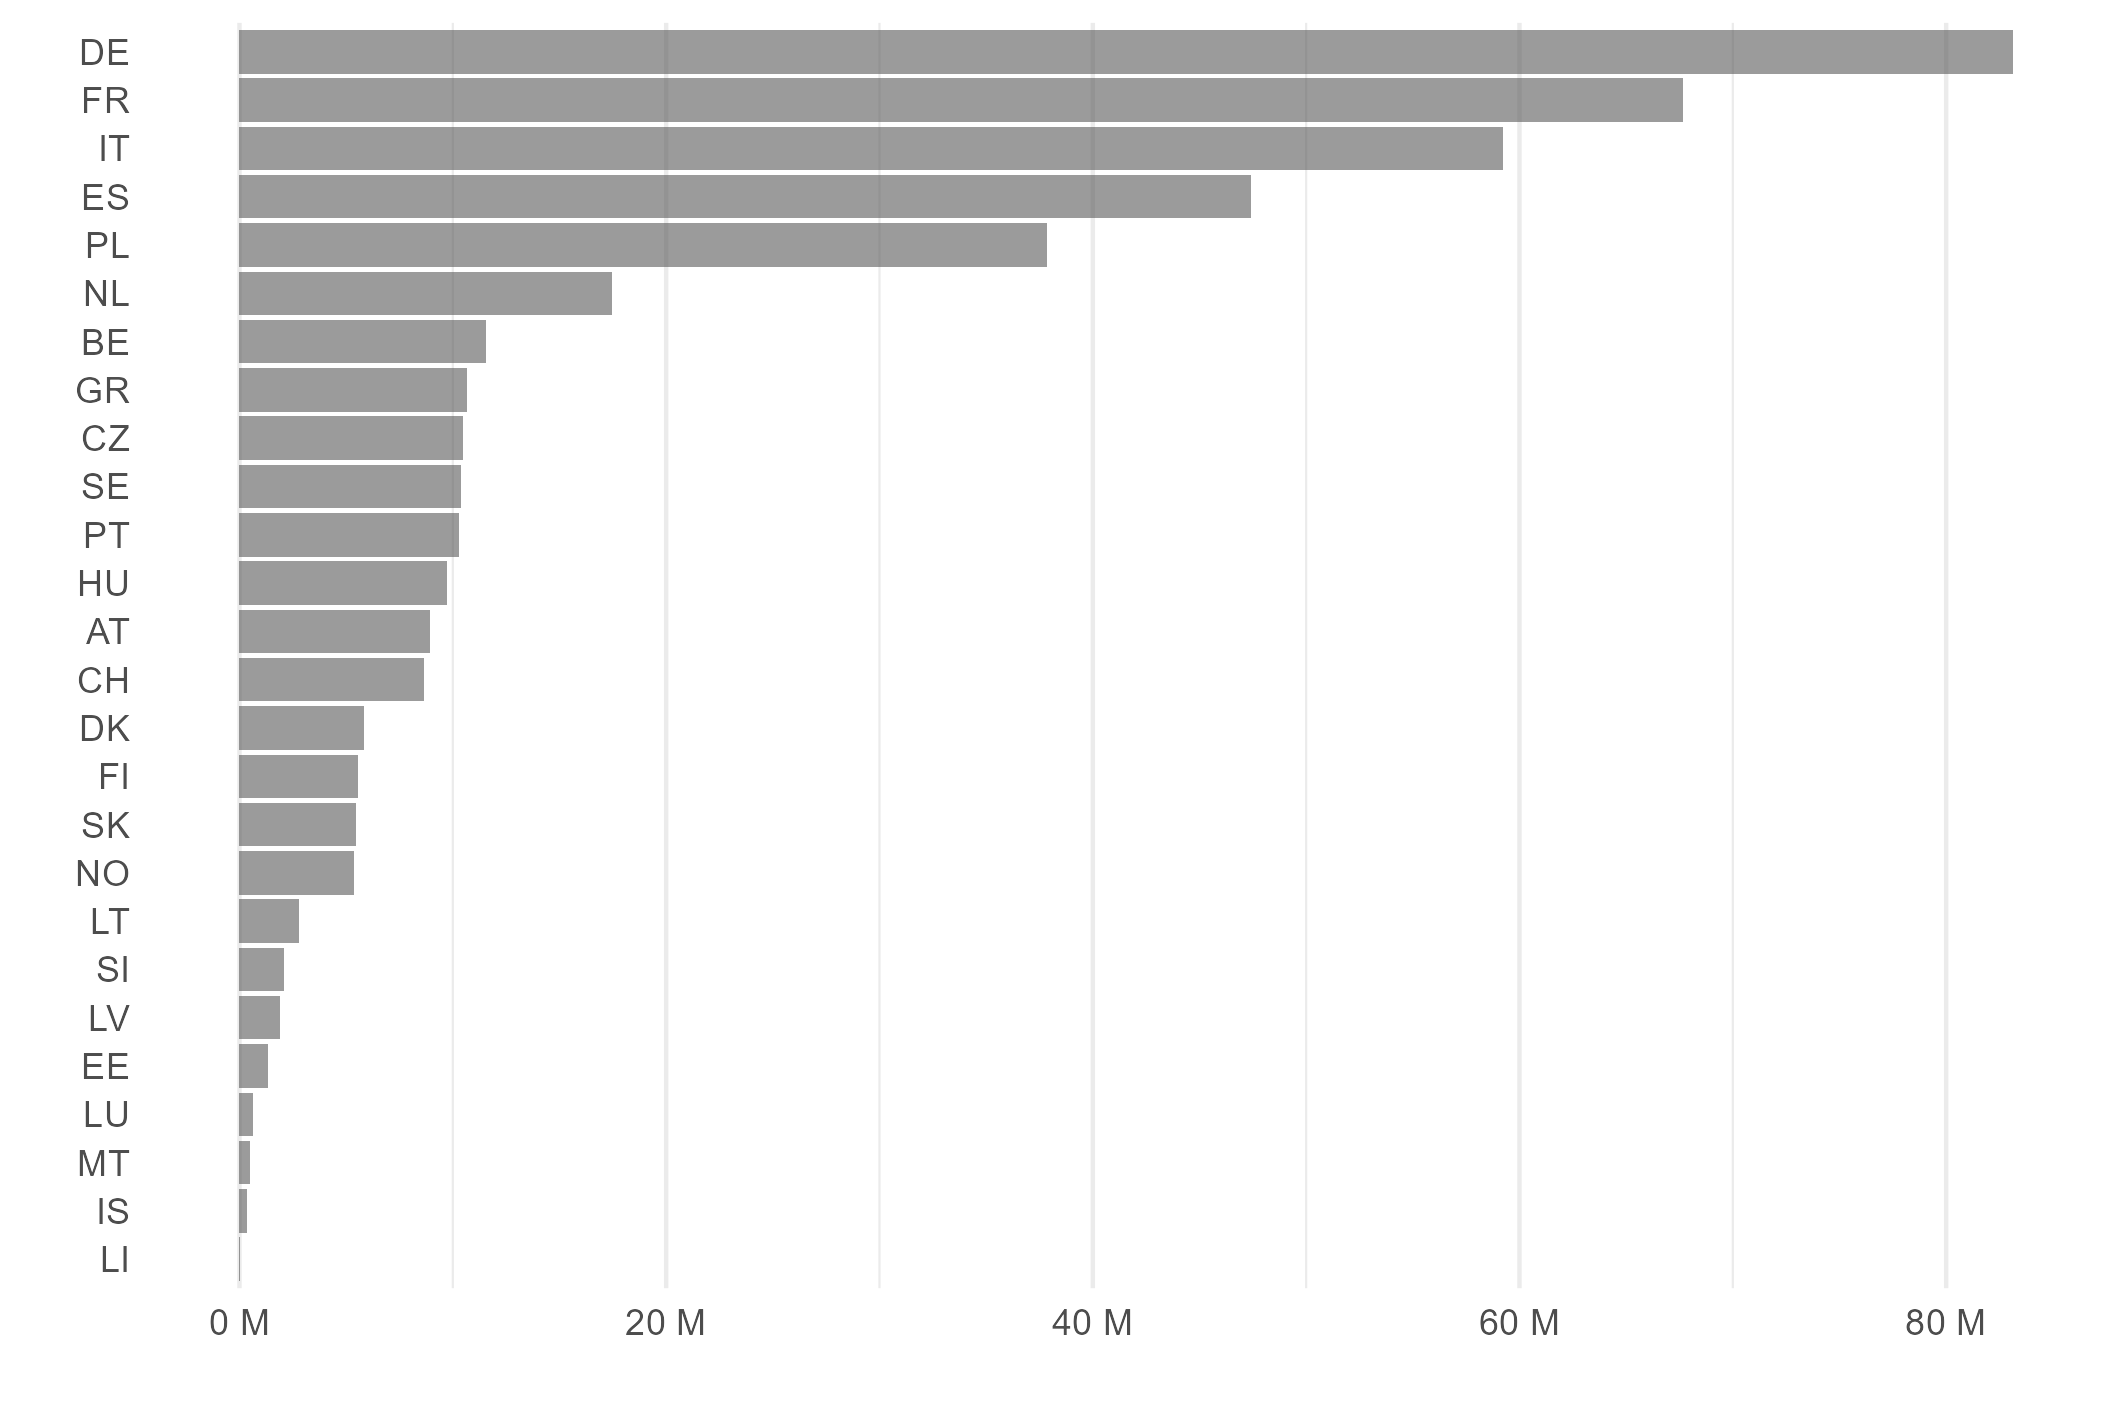 DE
FR
IT
ES
PL
NL
BE
GR
CZ
SE
PT
HU
AT
CH
DK
FI
SK
NO
LT
SI
LV
EE
LU
MT
IS
LI
0 M 20 M 40 M 60 M 80 M